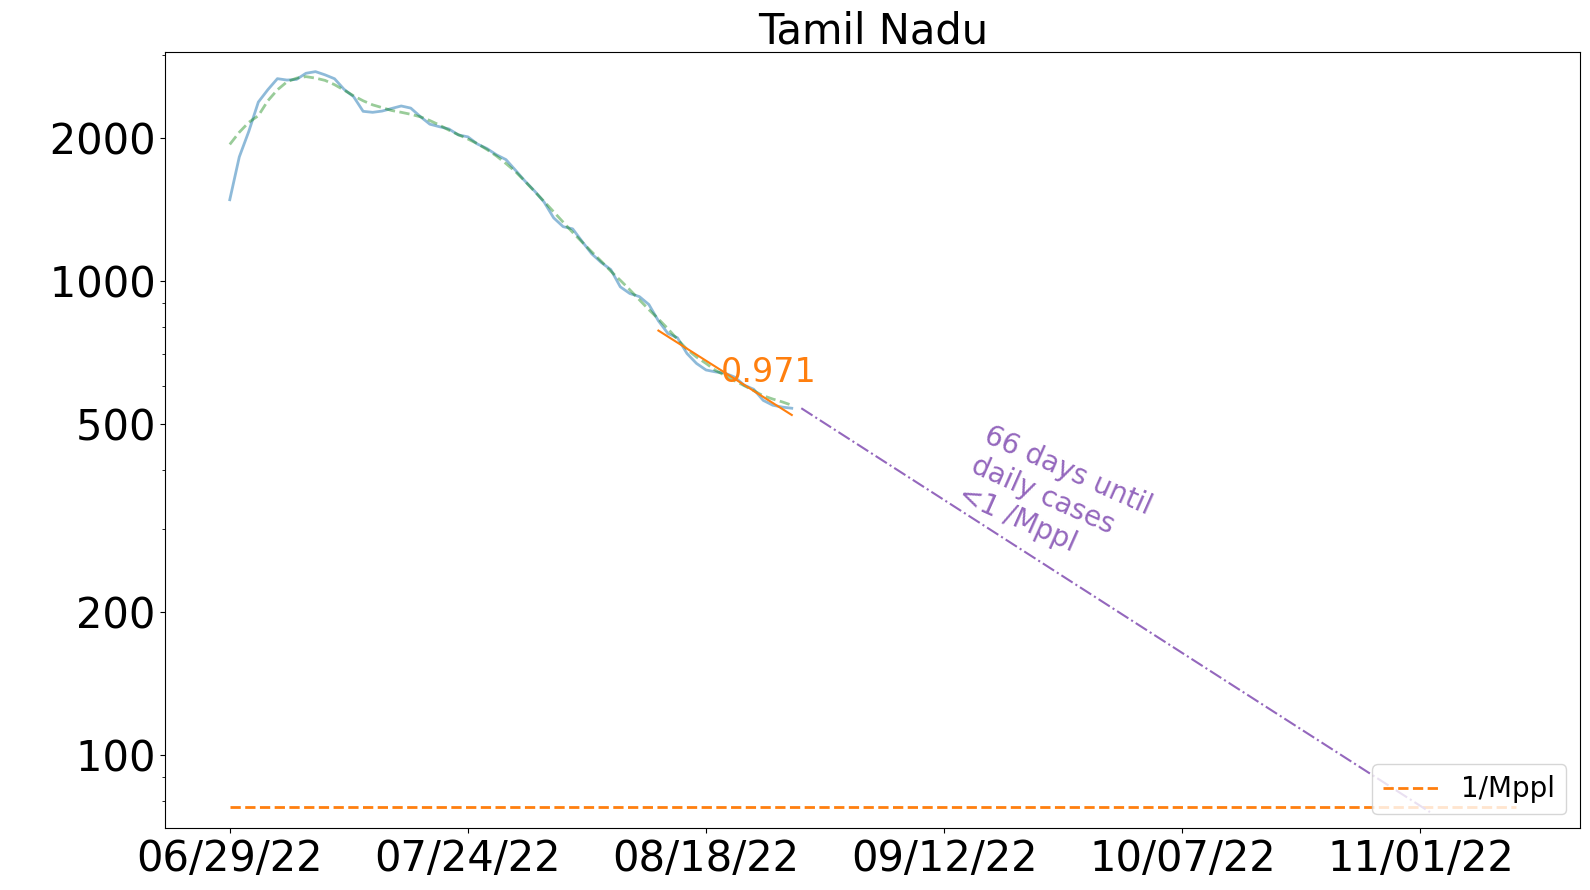 Tamil Nadu
2000
1000
500
200
100
0.971
66 days until
daily cases
<1 /Mppl
1/Mppl
06/29/22
07/24/22
08/18/22
09/12/22
10/07/22
11/01/22